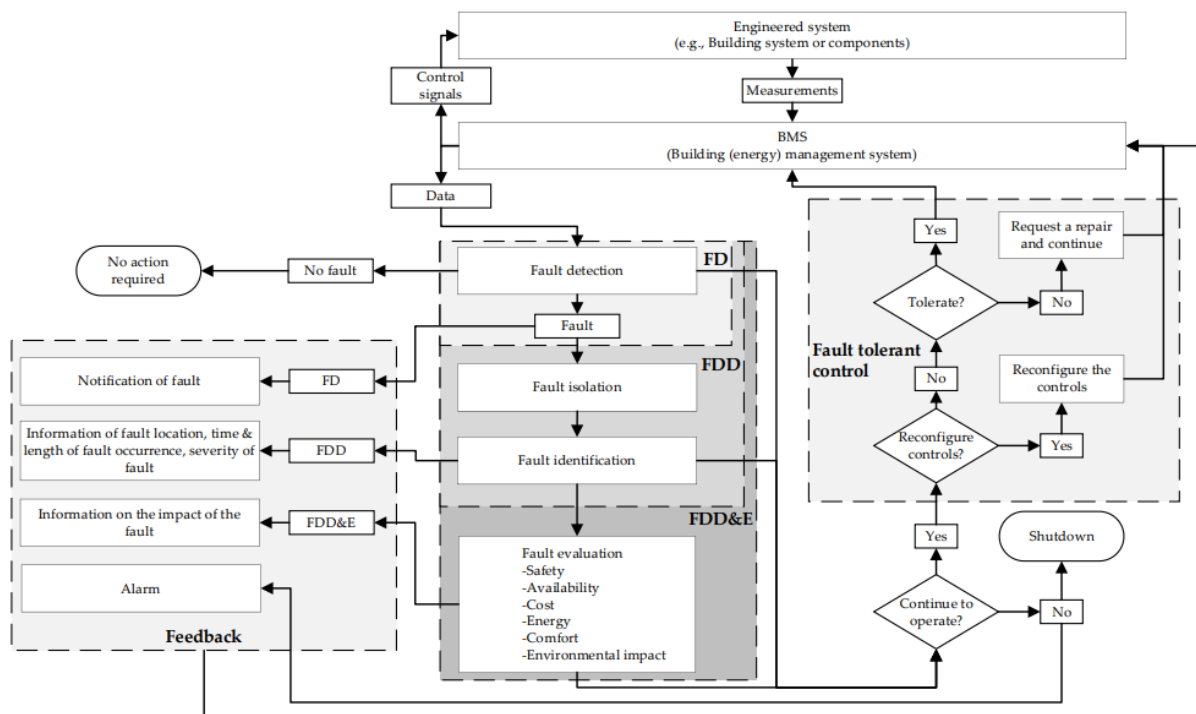 Engineered system
(e.g., Building system or components)
Control
signals
Measurements
BMS
(Building (energy) management system)
Data
Yes
Request a repair
and continue
No action
required
No fault
Fault detection
FD
Tolerate?
No
Fault
Fault tolerant
control
FDD
Notification of fault
FD
Fault isolation
No
Reconfigure the
controls
Information of fault location, time &
length of fault occurrence, severity of
fault
FDD
Fault identification
Reconfigure
controls?
Yes
FDD&E
Information on the impact of the
fault
FDD&E
Yes
Shutdown
Fault evaluation
-Safety
-Availability
-Cost
-Energy
-Comfort
-Environmental impact
Alarm
Continue to
operate?
No
Feedback